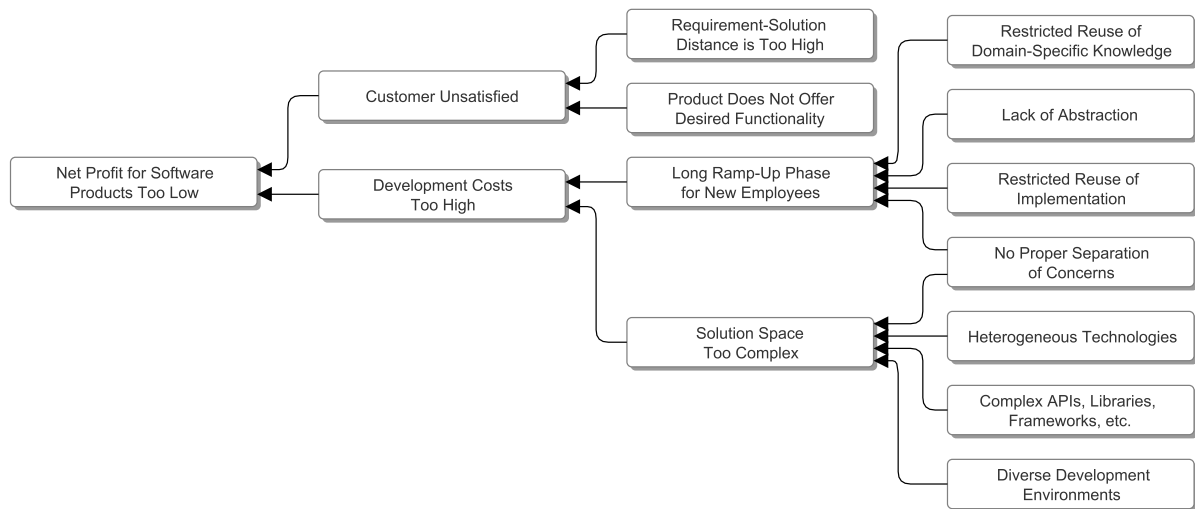 Net Profit for Software
Products Too Low
Customer Unsatisfied
Development Costs
Too High
Requirement-Solution
Distance is Too High
Product Does Not Offer
Desired Functionality
Long Ramp-Up Phase
for New Employees
Solution Space
Too Complex
Restricted Reuse of
Domain-Specific Knowledge
Lack of Abstraction
Restricted Reuse of
Implementation
No Proper Separation
of Concerns
Heterogeneous Technologies
Complex APIs, Libraries,
Frameworks, etc.
Diverse Development
Environments